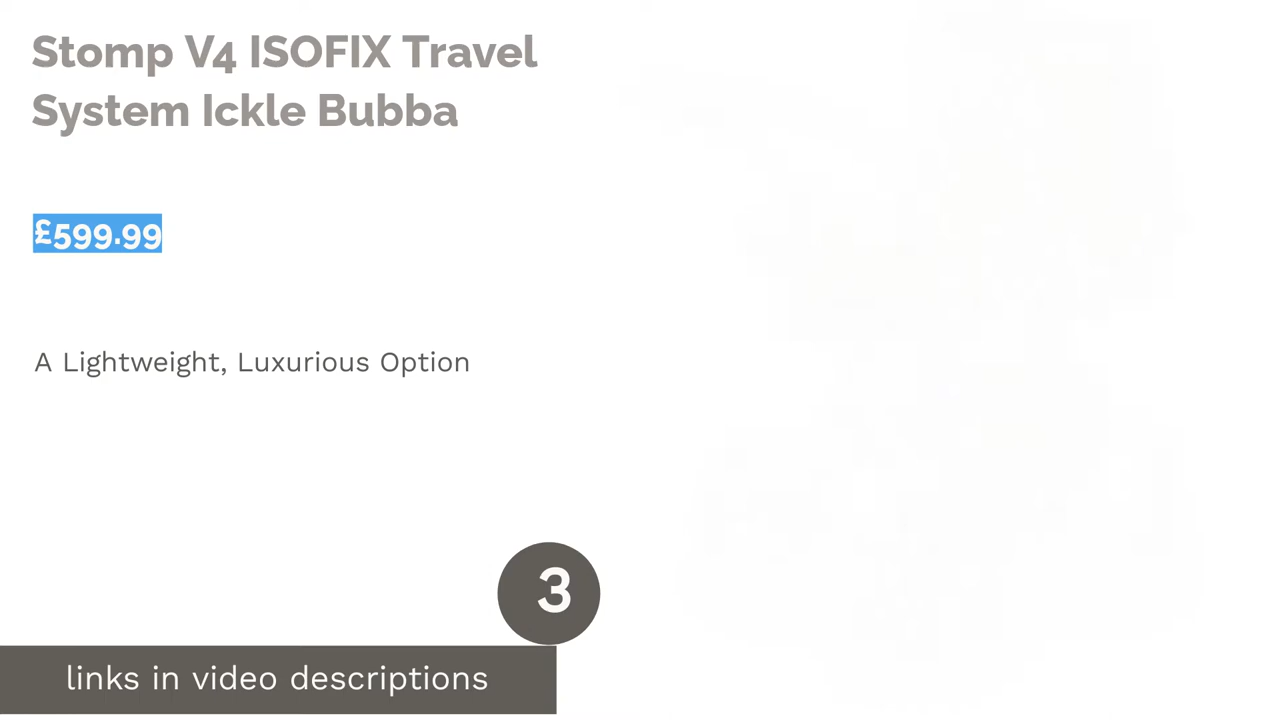 Stomp V4 ISOFIX Travel
System Ickle Bubba
£599.99
A Lightweight, Luxurious Option
3
links in video descriptions